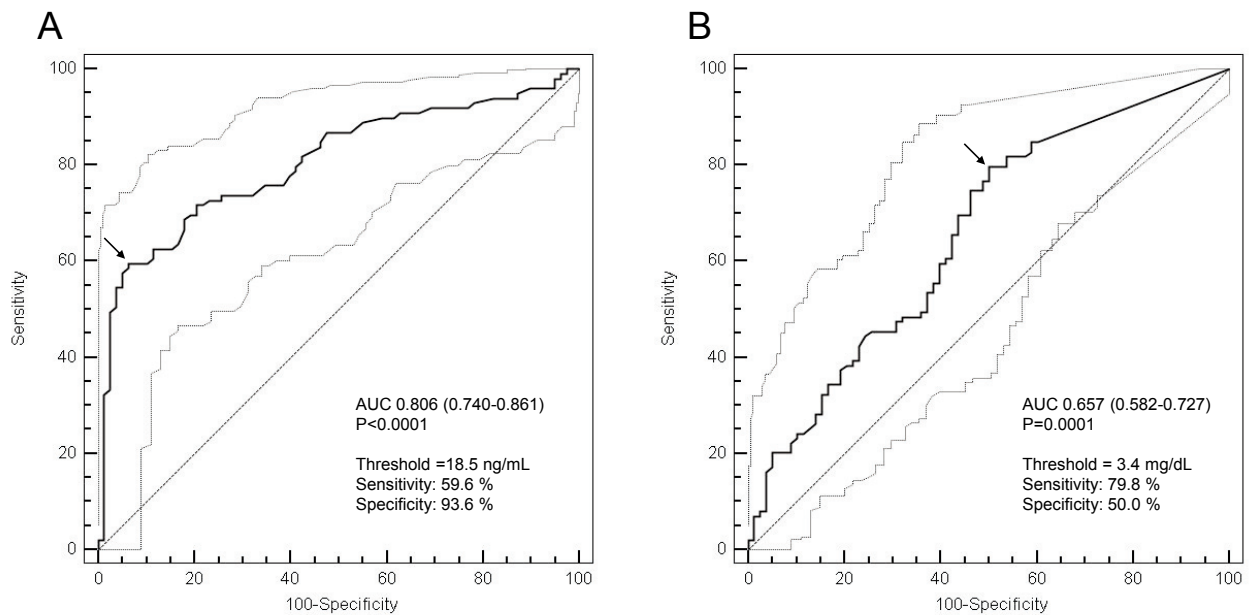 A
100
80
60
40
20
0
Sensitivity
AUC 0.806 (0.740-0.861)
P<0.0001
Threshold =18.5 ng/mL
Sensitivity: 59.6 %
Specificity: 93.6 %
0 20 40 60 80 100
100-Specificity
B
100
80
60
40
20
0
Sensitivity
AUC 0.657 (0.582-0.727)
P=0.0001
Threshold = 3.4 mg/dL
Sensitivity: 79.8 %
Specificity: 50.0 %
0 20 40 60 80 100
100-Specificity